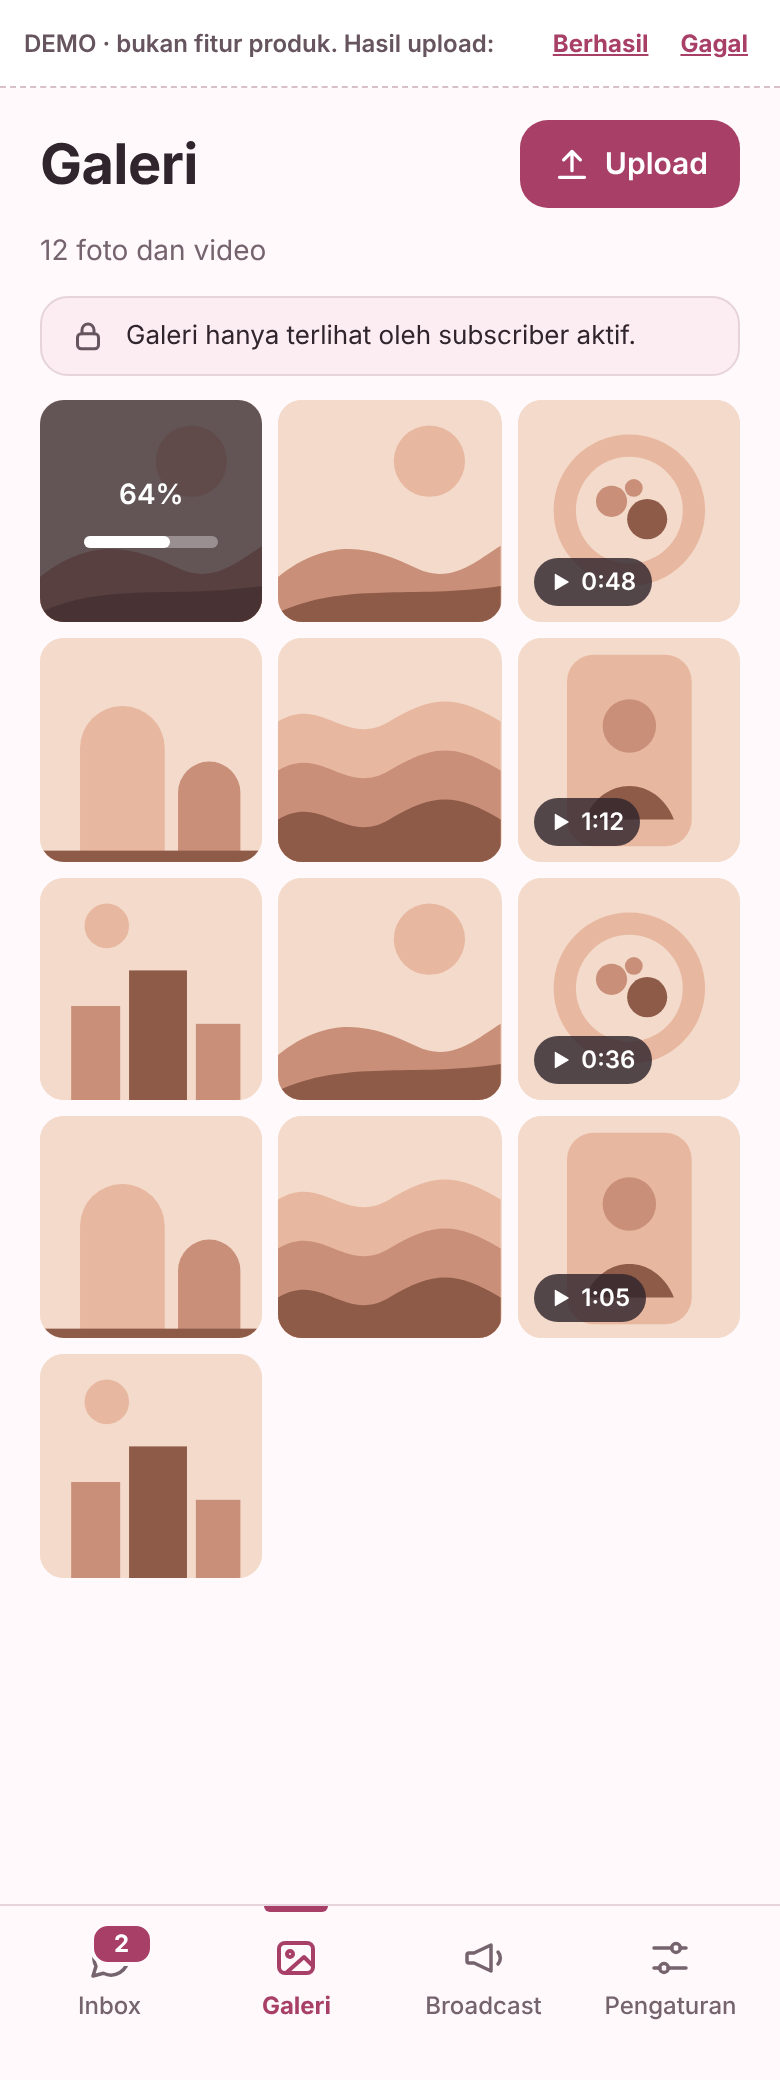 DEMO · bukan fitur produk. Hasil upload: Berhasil Gagal
Galeri
Upload
12 foto dan video
Galeri hanya terlihat oleh subscriber aktif.
64%
0:48
1:12
0:36
1:05
2
Inbox Galeri Broadcast Pengaturan